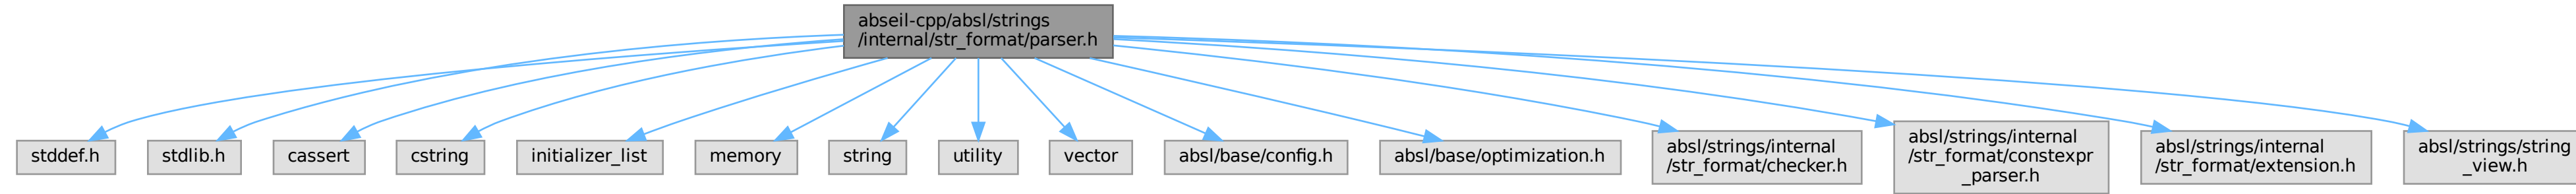 abseil-cpp/absl/strings
/internal/str_format/parser.h
stddef.h
stdlib.h
cassert
cstring
initializer_list
memory
string
utility
vector
absl/base/config.h
absl/base/optimization.h
absl/strings/internal
/str_format/checker.h
absl/strings/internal
/str_format/constexpr
_parser.h
absl/strings/internal
/str_format/extension.h
absl/strings/string
_view.h